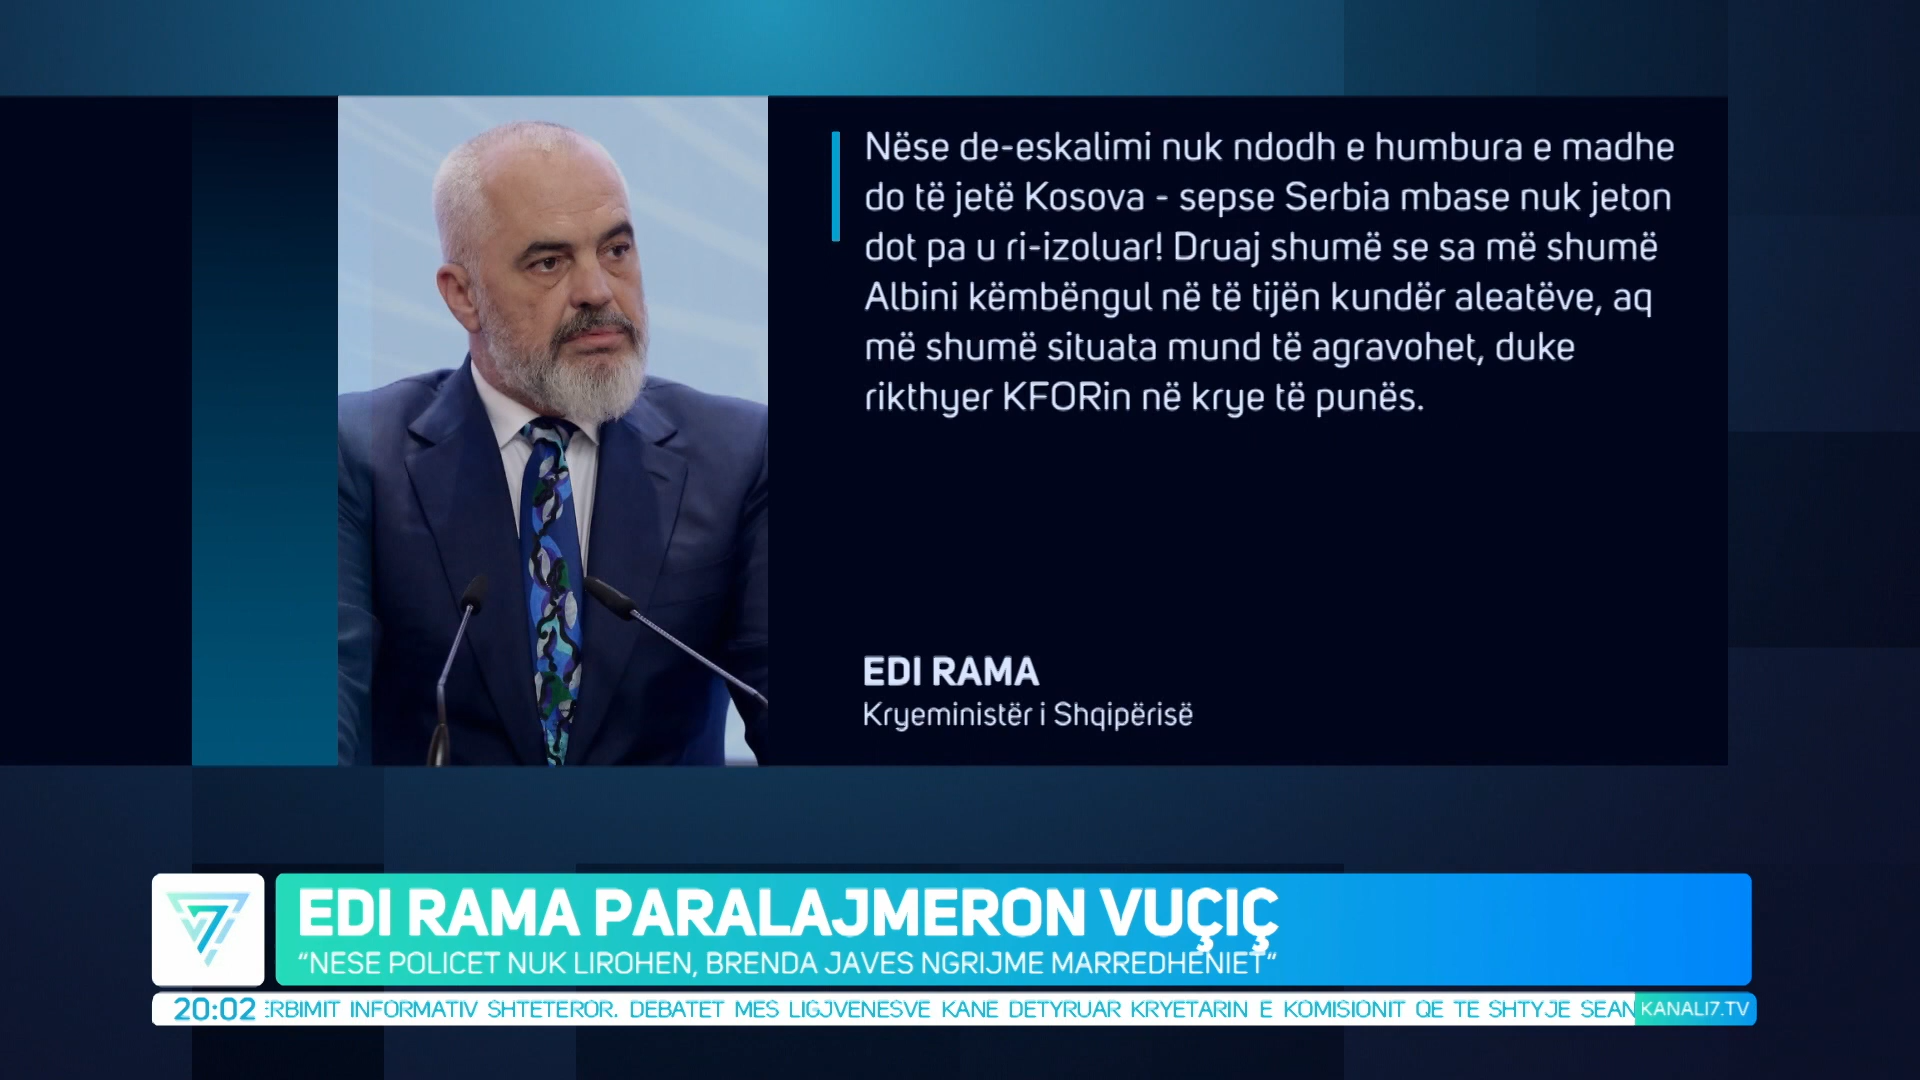 Nëse de-eskalimi nuk ndodh e humbura e madhe
do të jetë Kosova - sepse Serbia mbase nuk jeton
dot pa u ri-izoluar! Druaj shumë se sa më shumë
Albini këmbëngul në të tijën kundër aleatëve, aq
më shumë situata mund të agravohet, duke
rikthyer KFORin në krye të punës.
EDI RAMA
Kryeministër i Shqipërisë
7
EDI RAMA PARALAJMERON VUÇIÇ
“NESE POLICET NUK LIROHEN, BRENDA JAVES NGRIJME MARREDHENIET”
20:02 ERBIMIT INFORMATIV SHTETEROR. DEBATET MES LIGJVENESVE KANE DETYRUAR KRYETARIN E KOMISIONIT QE TE SHTYJE SEAN KANALI7.TV